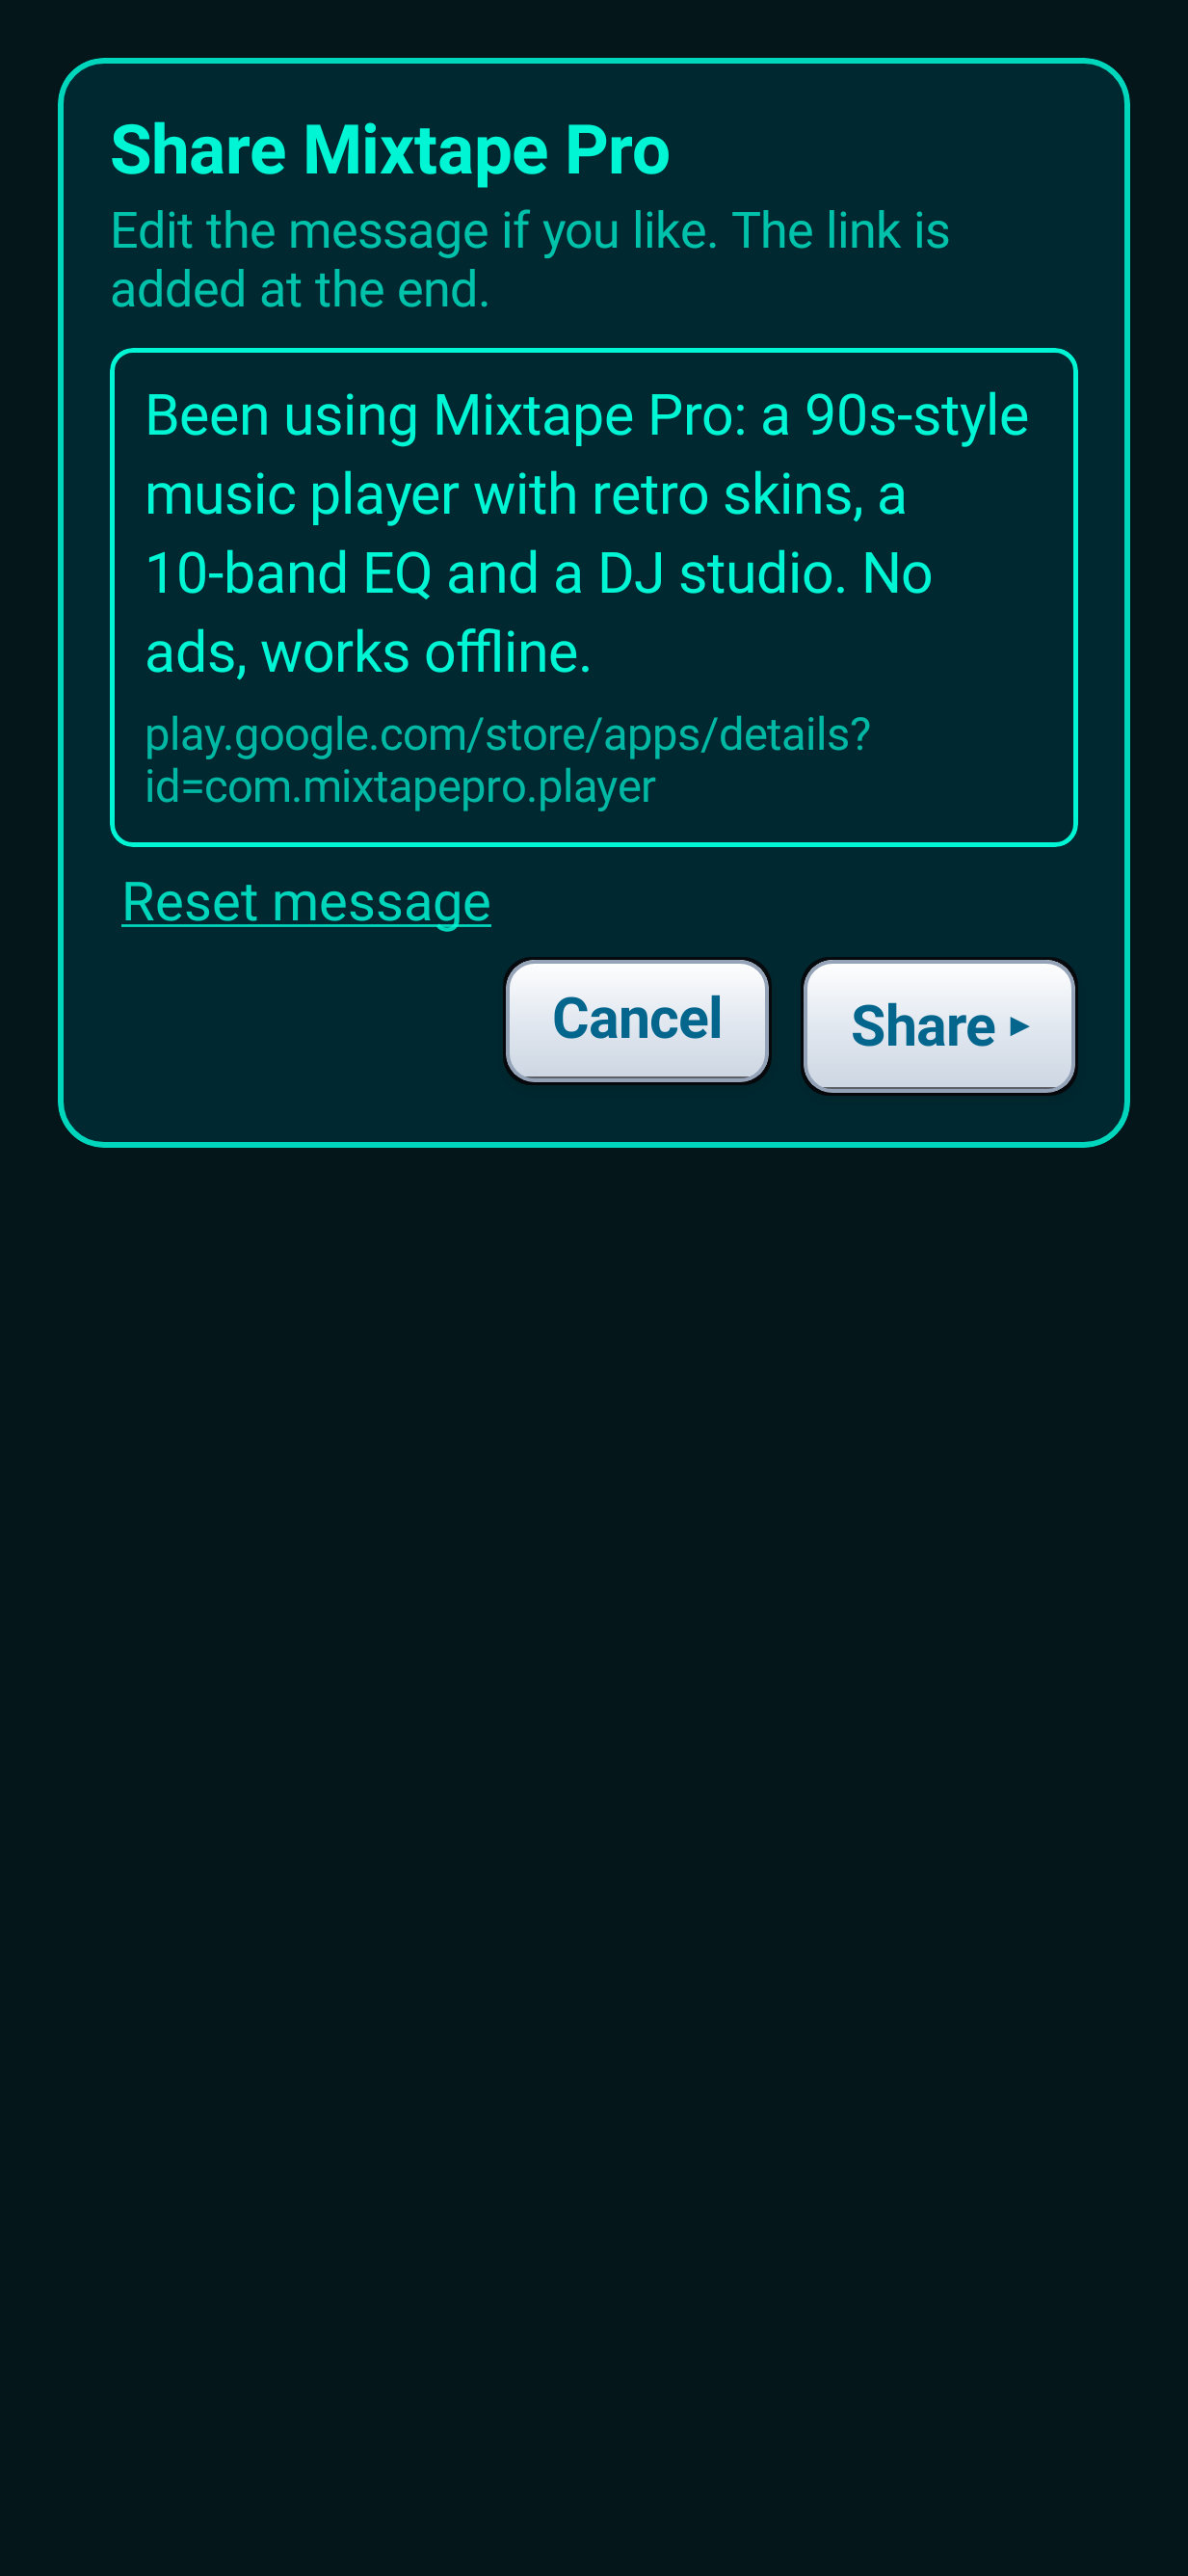 Share Mixtape Pro
Edit the message if you like. The link is
added at the end.
Been using Mixtape Pro: a 90s-style
music player with retro skins, a
10-band EQ and a DJ studio. No
ads, works offline.
play.google.com/store/apps/details?
id=com.mixtapepro.player
Reset message
Cancel
Share ▸